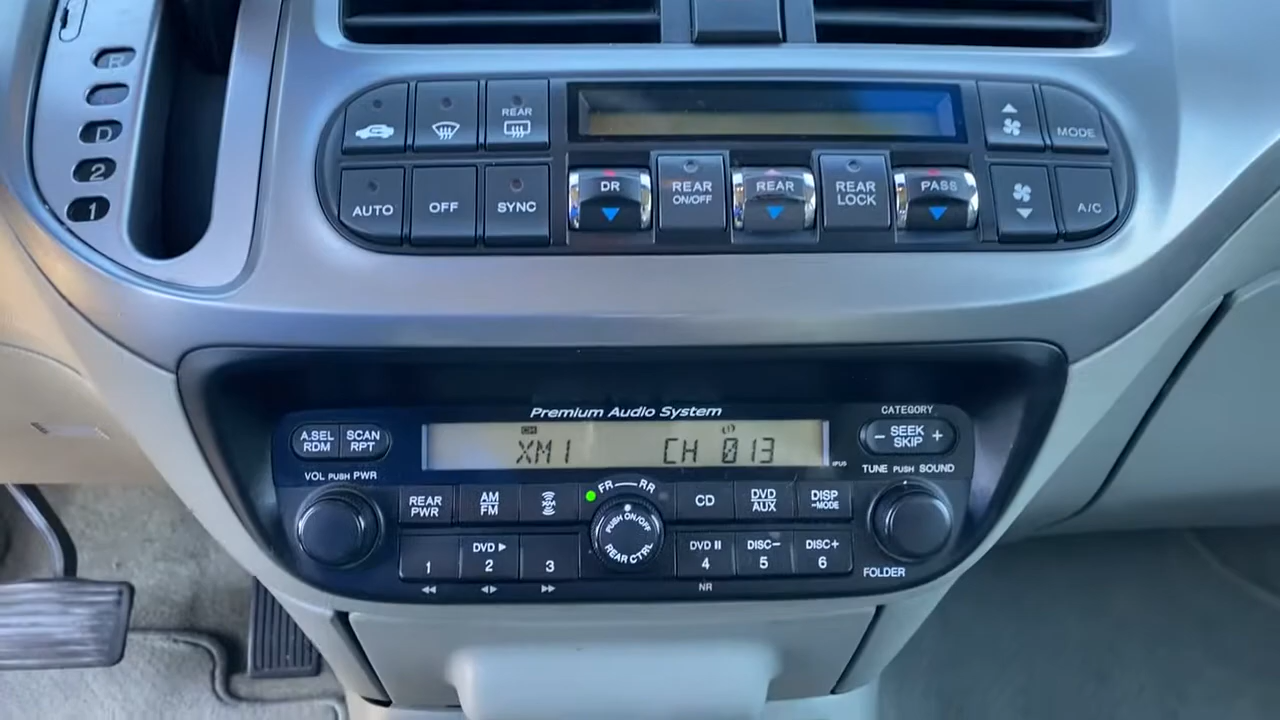 R
D
2
1
REAR
MODE
AUTO
OFF
SYNC
DR
REAR
ON/OFF
REAR
REAR
LOCK
PASS
A/C
Premium Audio System
CATEGORY
A.SEL
RDM
SCAN
RPT
CH
XM1 CH 013
- SEEK
SKIP +
VOL PUSH PWR
TUNE PUSH SOUND
REAR
PWR
AM
FM
XM
FR RR
CD
DVD
AUX
DISP
-MODE
PUSH ON/OFF
REAR CTRL
1
DVD ▶
2
3
DVD II
4
DISC-
5
DISC+
6
FOLDER
NR